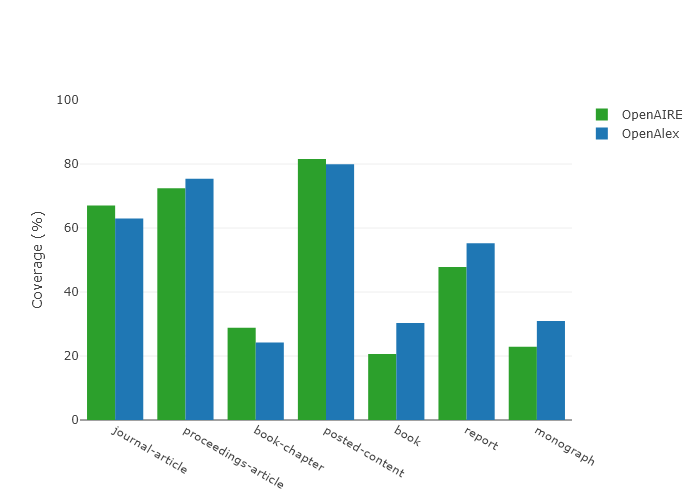 100
80
60
40
20
0
Coverage (%)
journal-article
proceedings-article
book-chapter
posted-content
book
report
monograph
OpenAIRE
OpenAlex